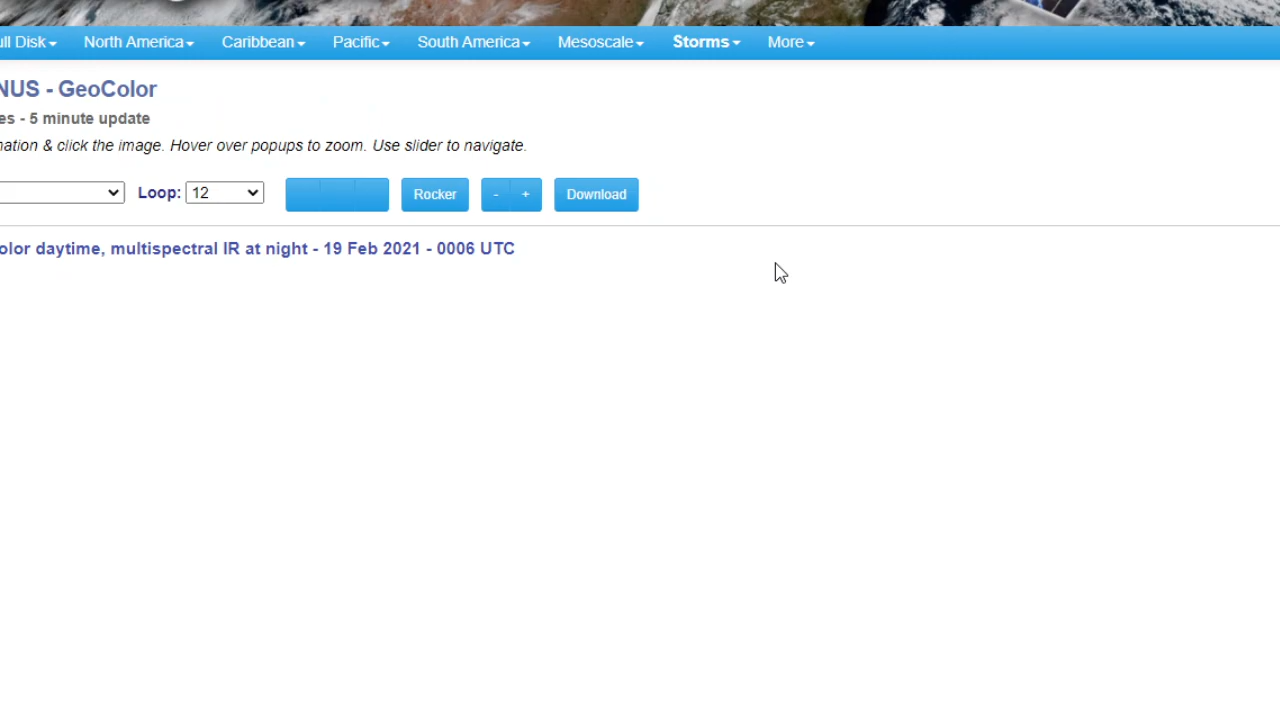 ull Disk North America Caribbean Pacific South America Mesoscale Storms More
NUS - GeoColor
es - 5 minute update
nation & click the image. Hover over popups to zoom. Use slider to navigate.
Loop: 12 Rocker - + Download
olor daytime, multispectral IR at night - 19 Feb 2021 - 0006 UTC